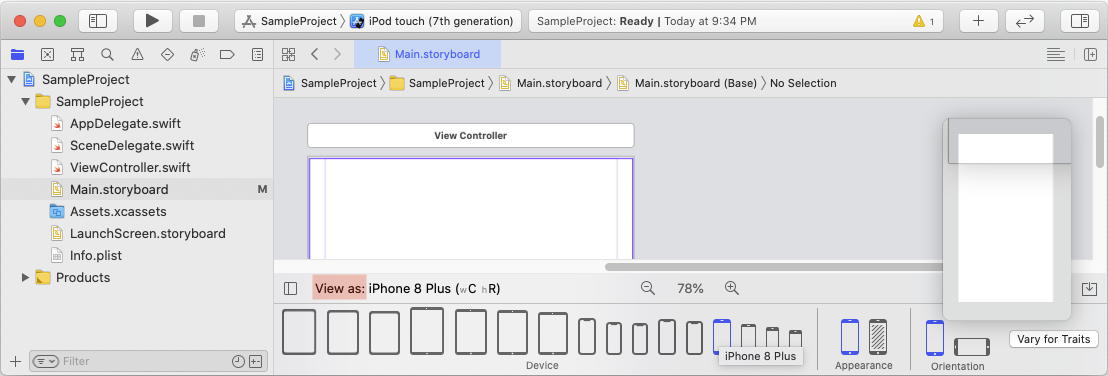 SampleProject iPod touch (7th generation)
SampleProject: Ready | Today at 9:34 PM
1
Main.storyboard
SampleProject SampleProject Main.storyboard Main.storyboard (Base) No Selection
SampleProject
SampleProject
AppDelegate.swift
SceneDelegate.swift
ViewController.swift
Main.storyboard M
Assets.xcassets
LaunchScreen.storyboard
Info.plist
Products
Filter
View Controller
View as: iPhone 8 Plus (wC hR)
78%
iPhone 8 Plus
Device
Appearance
Orientation
Vary for Traits